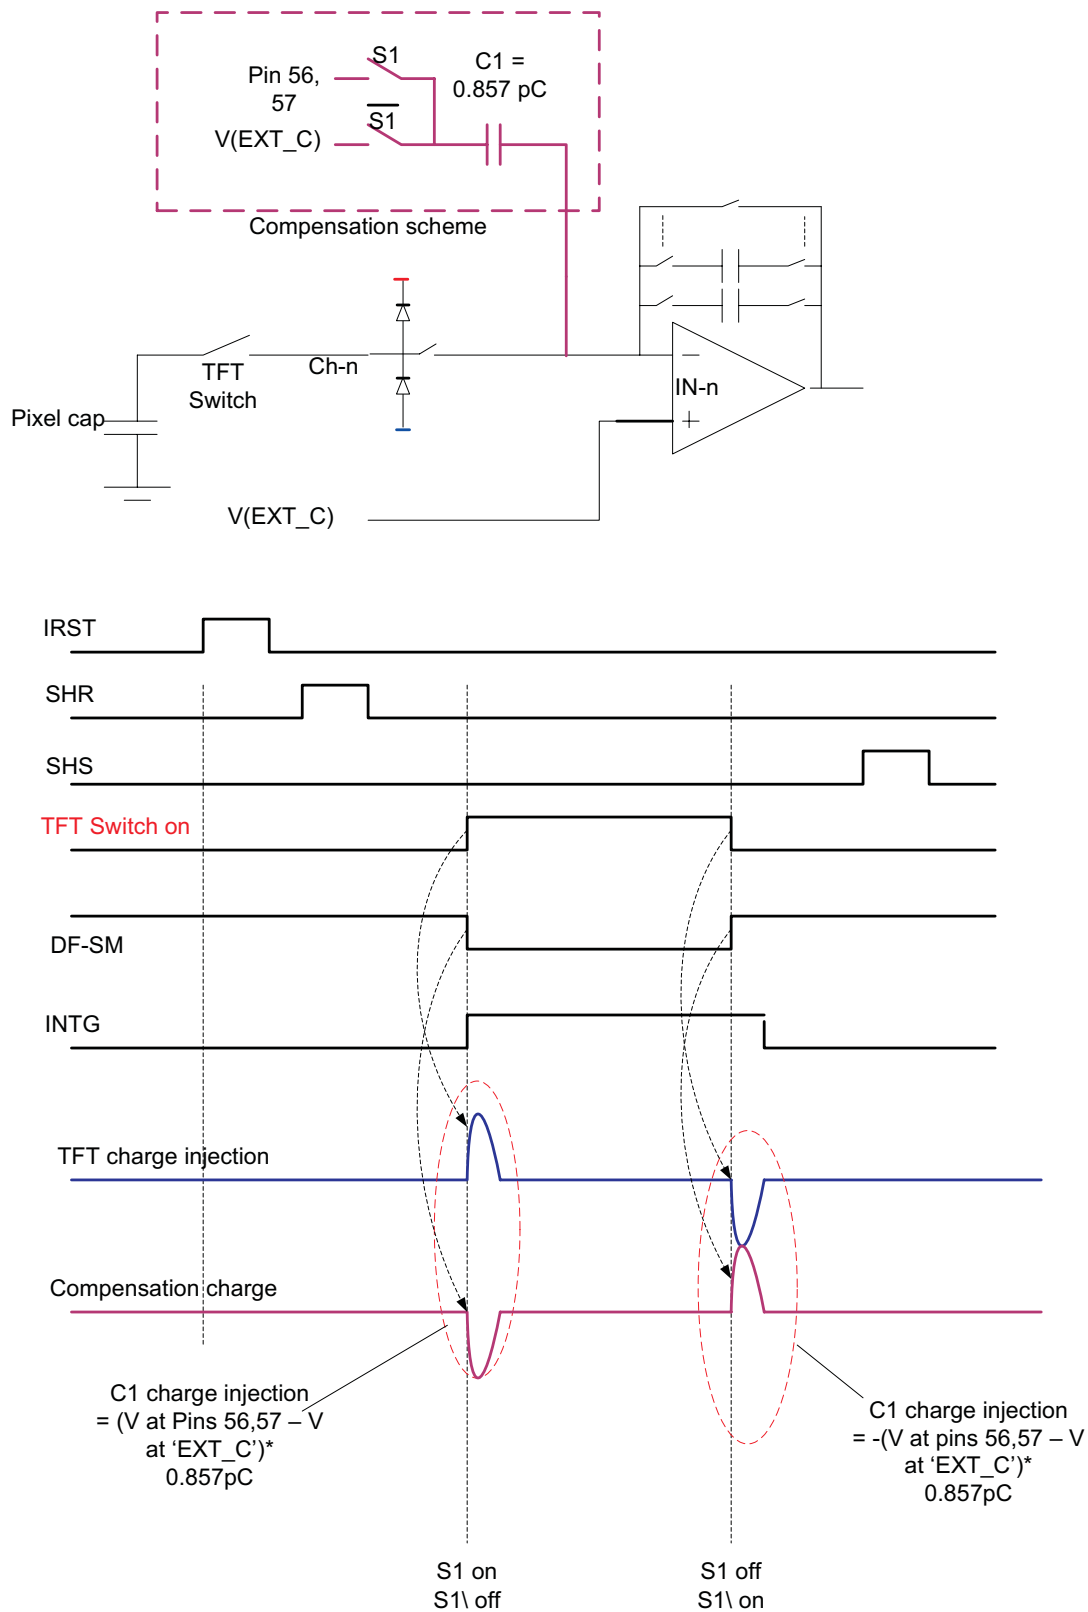 S1
Pin 56,
57
C1 =
0.857 pC
S1
V(EXT_C)
Compensation scheme
TFT
Switch
Ch-n
IN-n
Pixel cap
V(EXT_C)
IRST
SHR
SHS
TFT Switch on
DF-SM
INTG
TFT charge injection
Compensation charge
C1 charge injection
= (V at Pins 56,57 – V
at ‘EXT_C’)*
0.857pC
C1 charge injection
= -(V at pins 56,57 – V
at ‘EXT_C’)*
0.857pC
S1 on
S1\ off
S1 off
S1\ on